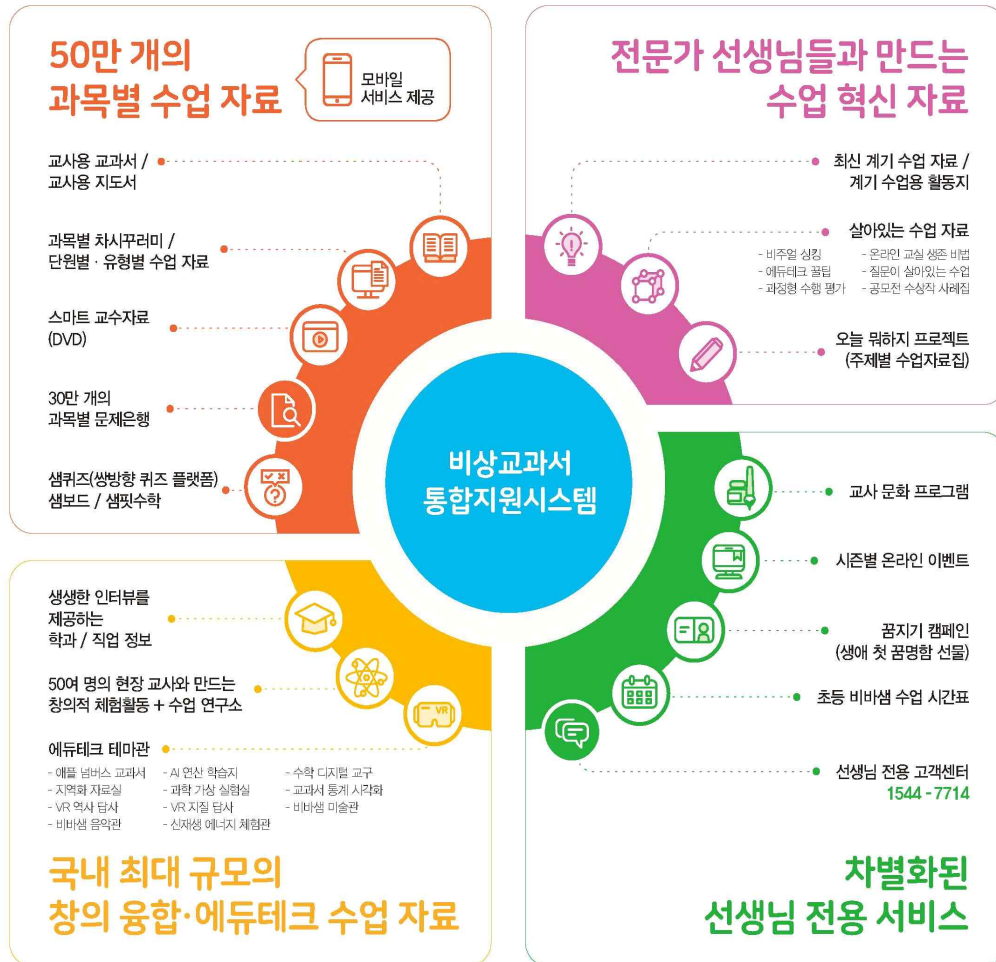 50만 개의
과목별 수업 자료
모바일
서비스 제공
교사용 교과서 /
교사용 지도서
과목별 차시꾸러미 /
단원별 · 유형별 수업 자료
스마트 교수자료
(DVD)
30만 개의
과목별 문제은행
샘퀴즈(쌍방향 퀴즈 플랫폼)
샘보드 / 샘핏수학
전문가 선생님들과 만드는
수업 혁신 자료
최신 계기 수업 자료 /
계기 수업용 활동지
살아있는 수업 자료
- 비주얼 싱킹
- 에듀테크 꿀팁
- 과정형 수행 평가
- 온라인 교실 생존 비법
- 질문이 살아있는 수업
- 공모전 수상작 사례집
오늘 뭐하지 프로젝트
(주제별 수업자료집)
비상교과서
통합지원시스템
생생한 인터뷰를
제공하는
학과 / 직업 정보
50여 명의 현장 교사와 만드는
창의적 체험활동 + 수업 연구소
VR
에듀테크 테마관
- 애플 넘버스 교과서
- 지역화 자료실
- VR 역사 답사
- 비바샘 음악관
- AI 연산 학습지
- 과학 가상 실험실
- VR 지질 답사
- 신재생 에너지 체험관
- 수학 디지털 교구
- 교과서 통계 시각화
- 비바샘 미술관
국내 최대 규모의
창의 융합·에듀테크 수업 자료
교사 문화 프로그램
시즌별 온라인 이벤트
꿈지기 캠페인
(생애 첫 꿈명함 선물)
초등 비바샘 수업 시간표
선생님 전용 고객센터
1544 - 7714
차별화된
선생님 전용 서비스